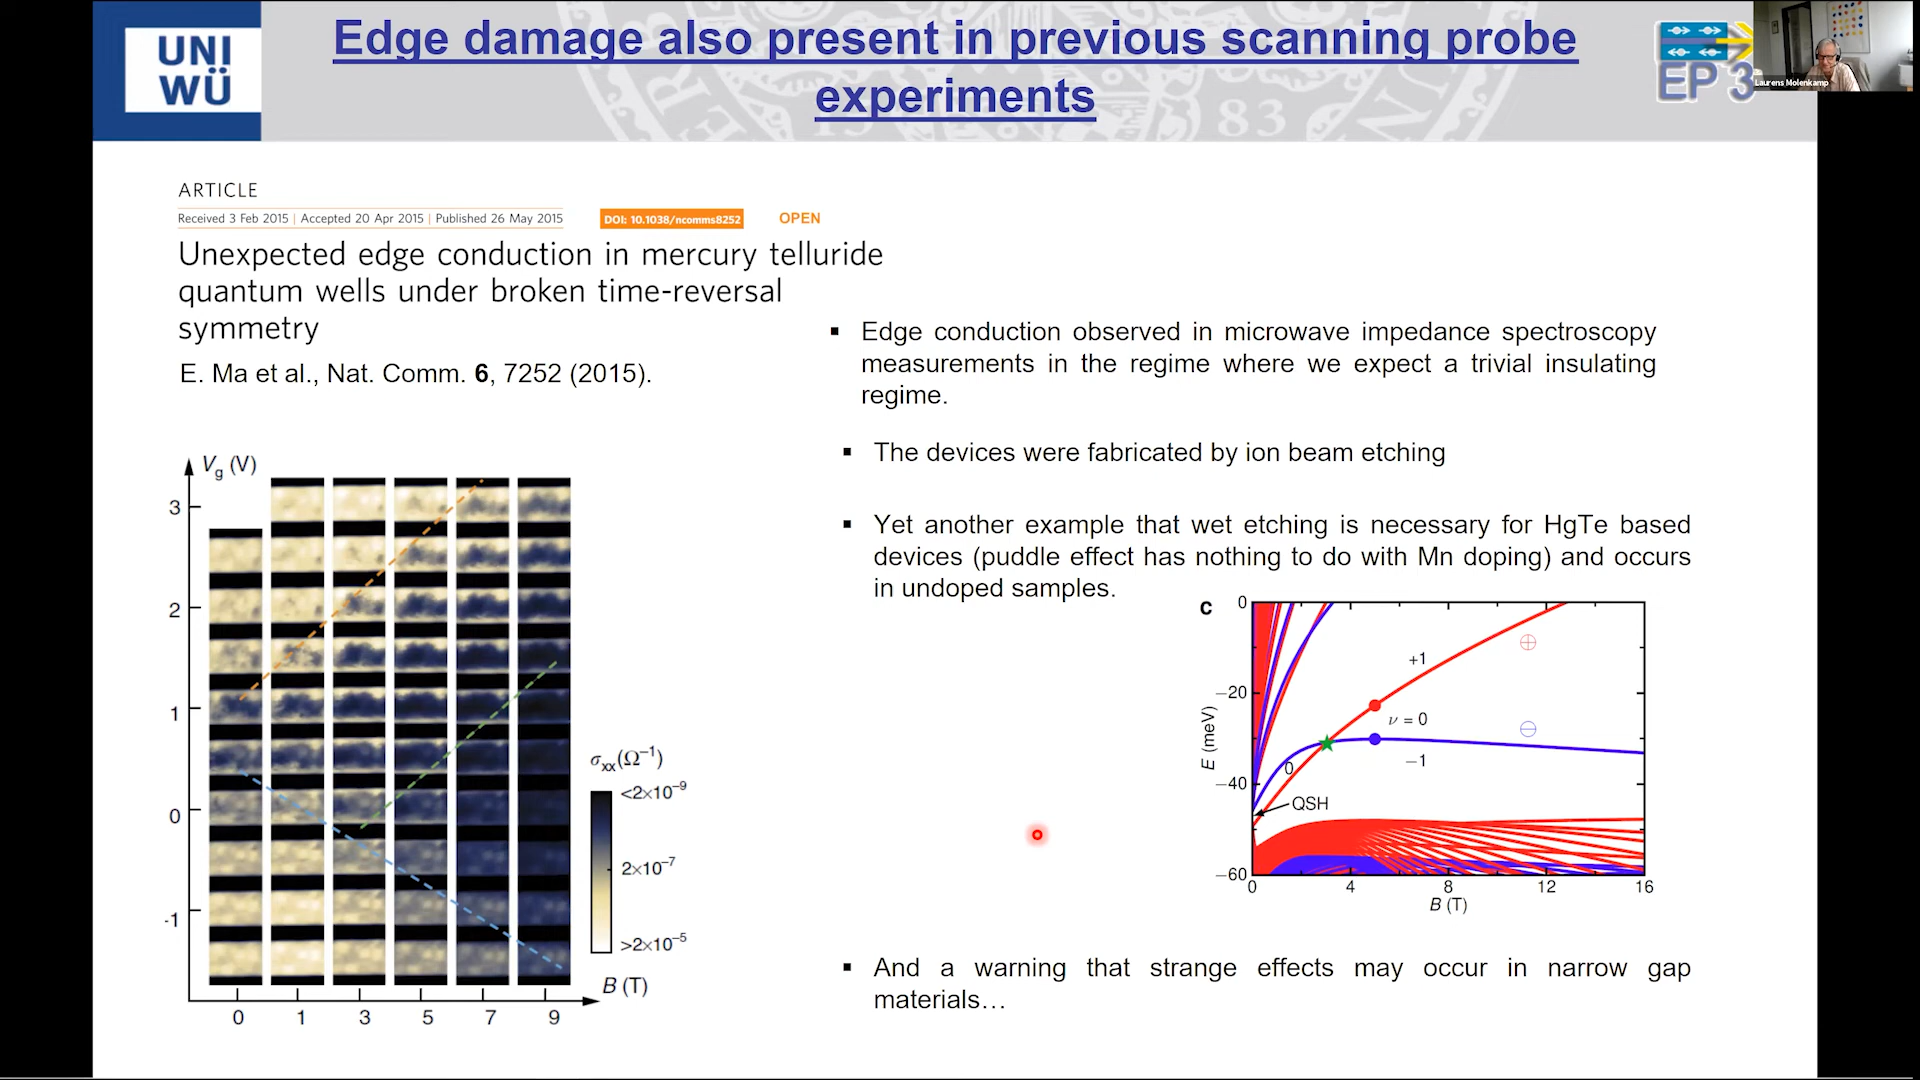 UNI
WÜ
Edge damage also present in previous scanning probe
experiments
EP 3
Laurens Molenkamp
ARTICLE
Received 3 Feb 2015 | Accepted 20 Apr 2015 | Published 26 May 2015
DOI: 10.1038/ncomms8252
OPEN
Unexpected edge conduction in mercury telluride
quantum wells under broken time-reversal
symmetry
E. Ma et al., Nat. Comm. 6, 7252 (2015).
▪ Edge conduction observed in microwave impedance spectroscopy
measurements in the regime where we expect a trivial insulating
regime.
▪ The devices were fabricated by ion beam etching
▪ Yet another example that wet etching is necessary for HgTe based
devices (puddle effect has nothing to do with Mn doping) and occurs
in undoped samples.
Vg (V)
3
2
1
0
-1
0 1 3 5 7 9
B (T)
σxx(Ω⁻¹)
<2×10⁻⁹
2×10⁻⁷
>2×10⁻⁵
c
0
−20
−40
−60
E (meV)
+1
ν = 0
−1
0
QSH
0 4 8 12 16
B (T)
▪ And a warning that strange effects may occur in narrow gap
materials…